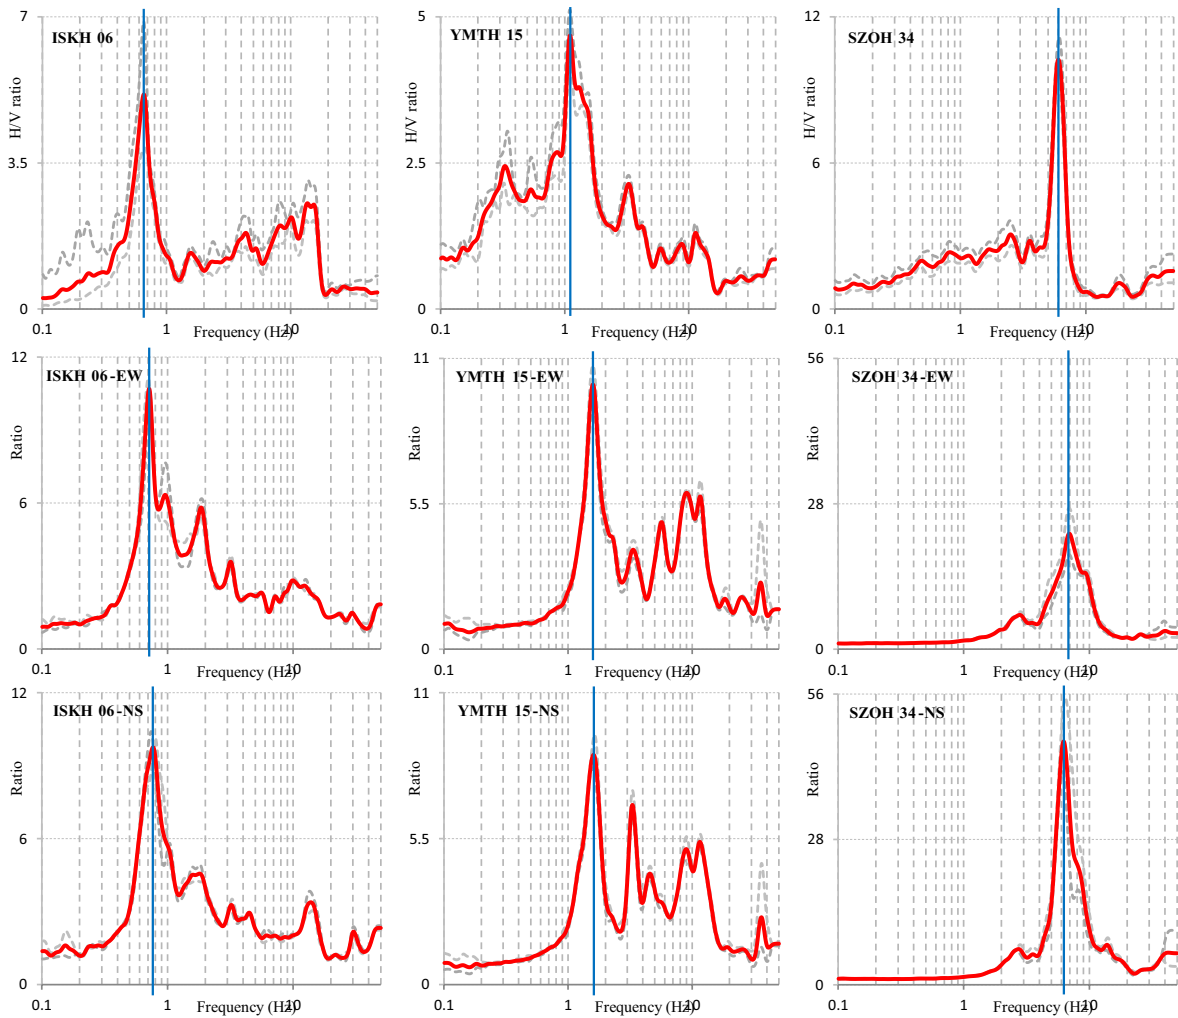 7
ISKH 06
H/V ratio
3.5
0
0.1
1
10
Frequency (Hz)
5
YMTH 15
H/V ratio
2.5
0
0.1
1
10
Frequency (Hz)
12
SZOH 34
H/V ratio
6
0
0.1
1
10
Frequency (Hz)
12
ISKH 06-EW
Ratio
6
0
0.1
1
10
Frequency (Hz)
11
YMTH 15-EW
Ratio
5.5
0
0.1
1
10
Frequency (Hz)
56
SZOH 34-EW
Ratio
28
0
0.1
1
10
Frequency (Hz)
12
ISKH 06-NS
Ratio
6
0
0.1
1
10
Frequency (Hz)
11
YMTH 15-NS
Ratio
5.5
0
0.1
1
10
Frequency (Hz)
56
SZOH 34-NS
Ratio
28
0
0.1
1
10
Frequency (Hz)